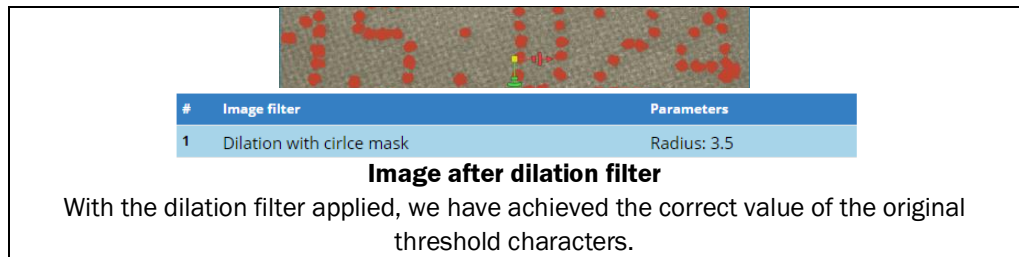 # Image filter Parameters
1 Dilation with cirlce mask Radius: 3.5
Image after dilation filter
With the dilation filter applied, we have achieved the correct value of the original
threshold characters.